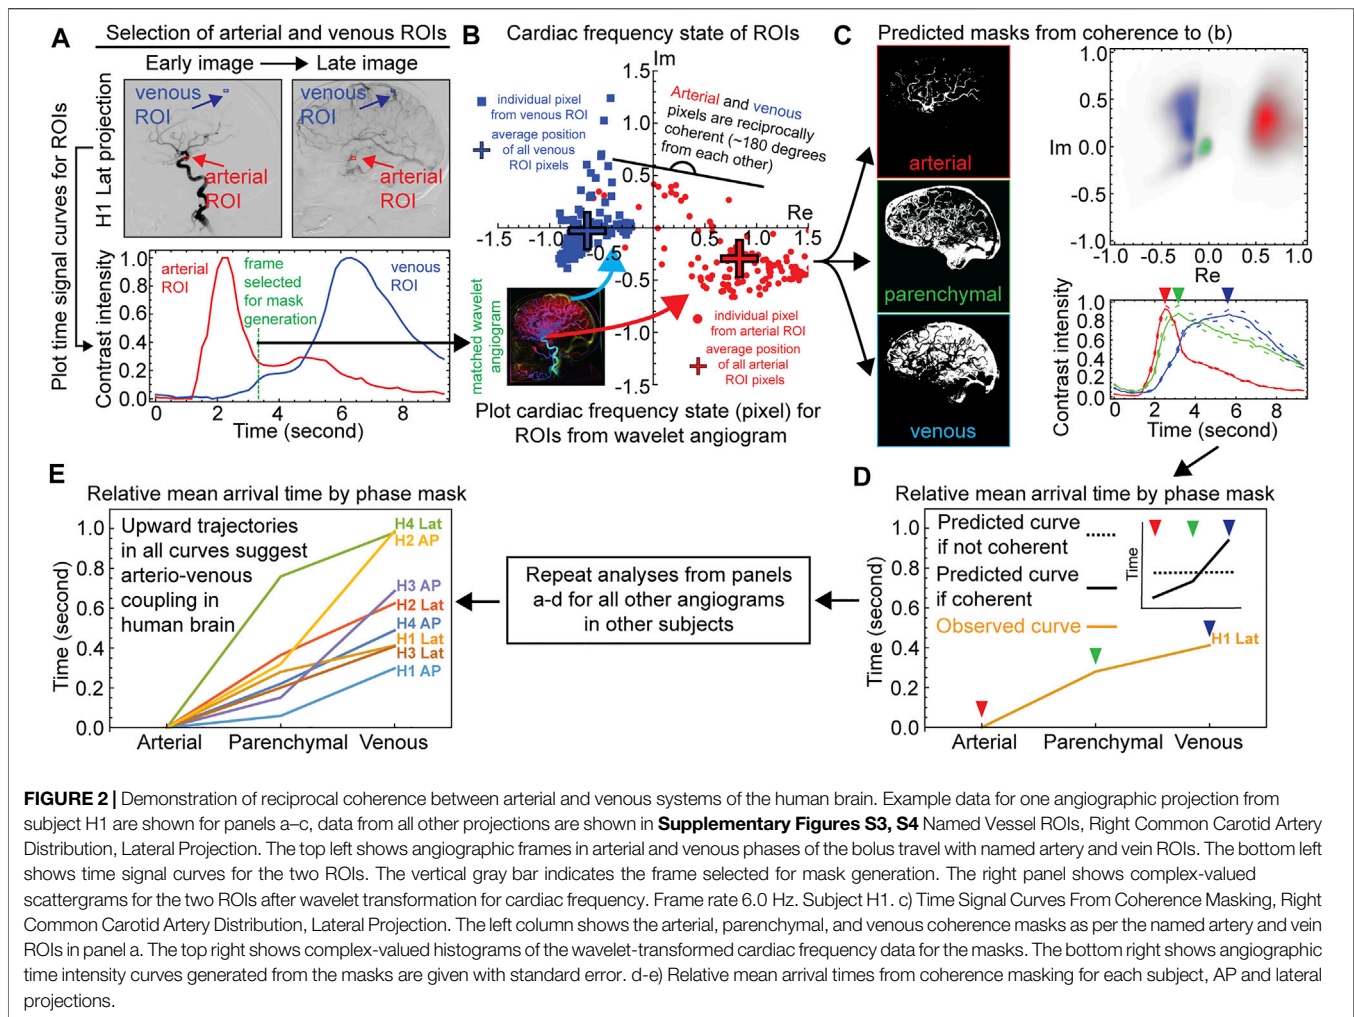 A
Selection of arterial and venous ROIs
Early image
Late image
H1 Lat projection
venous
ROI
arterial
ROI
venous
ROI
arterial
ROI
Plot time signal curves for ROIs
Contrast intensity
1.0
0.8
0.6
0.4
0.2
0.0
arterial
ROI
frame
selected
for mask
generation
venous
ROI
0 2 4 6 8
Time (second)
B
Cardiac frequency state of ROIs
Im
1.5
1.0
0.5
-0.5
-1.0
-1.5
individual pixel
from venous ROI
average position
of all venous
ROI pixels
Arterial and venous
pixels are reciprocally
coherent (~180 degrees
from each other)
Re
-1.5 -1.0 -0.5 0.5 1.0 1.5
matched wavelet
angiogram
individual pixel
from arterial ROI
average position
of all arterial
ROI pixels
Plot cardiac frequency state (pixel) for
ROIs from wavelet angiogram
C
Predicted masks from coherence to (b)
arterial
parenchymal
venous
1.0
0.5
Im 0.0
-0.5
-1.0
-1.0 -0.5 0.0 0.5 1.0
Re
Contrast intensity
1.0
0.8
0.6
0.4
0.2
0.0
0 2 4 6 8
Time (second)
E
Relative mean arrival time by phase mask
Time (second)
1.0
0.8
0.6
0.4
0.2
0.0
Upward trajectories
in all curves suggest
arterio-venous
coupling in
human brain
H4 Lat
H2 AP
H3 AP
H2 Lat
H4 AP
H1 Lat
H3 Lat
H1 AP
Arterial Parenchymal Venous
Repeat analyses from panels
a-d for all other angiograms
in other subjects
D
Relative mean arrival time by phase mask
Time (second)
1.0
0.8
0.6
0.4
0.2
0.0
Predicted curve
if not coherent
Predicted curve
if coherent
Observed curve
Time
H1 Lat
Arterial Parenchymal Venous
FIGURE 2 | Demonstration of reciprocal coherence between arterial and venous systems of the human brain. Example data for one angiographic projection from
subject H1 are shown for panels a–c, data from all other projections are shown in Supplementary Figures S3, S4 Named Vessel ROIs, Right Common Carotid Artery
Distribution, Lateral Projection. The top left shows angiographic frames in arterial and venous phases of the bolus travel with named artery and vein ROIs. The bottom left
shows time signal curves for the two ROIs. The vertical gray bar indicates the frame selected for mask generation. The right panel shows complex-valued
scattergrams for the two ROIs after wavelet transformation for cardiac frequency. Frame rate 6.0 Hz. Subject H1. c) Time Signal Curves From Coherence Masking, Right
Common Carotid Artery Distribution, Lateral Projection. The left column shows the arterial, parenchymal, and venous coherence masks as per the named artery and vein
ROIs in panel a. The top right shows complex-valued histograms of the wavelet-transformed cardiac frequency data for the masks. The bottom right shows angiographic
time intensity curves generated from the masks are given with standard error. d-e) Relative mean arrival times from coherence masking for each subject, AP and lateral
projections.